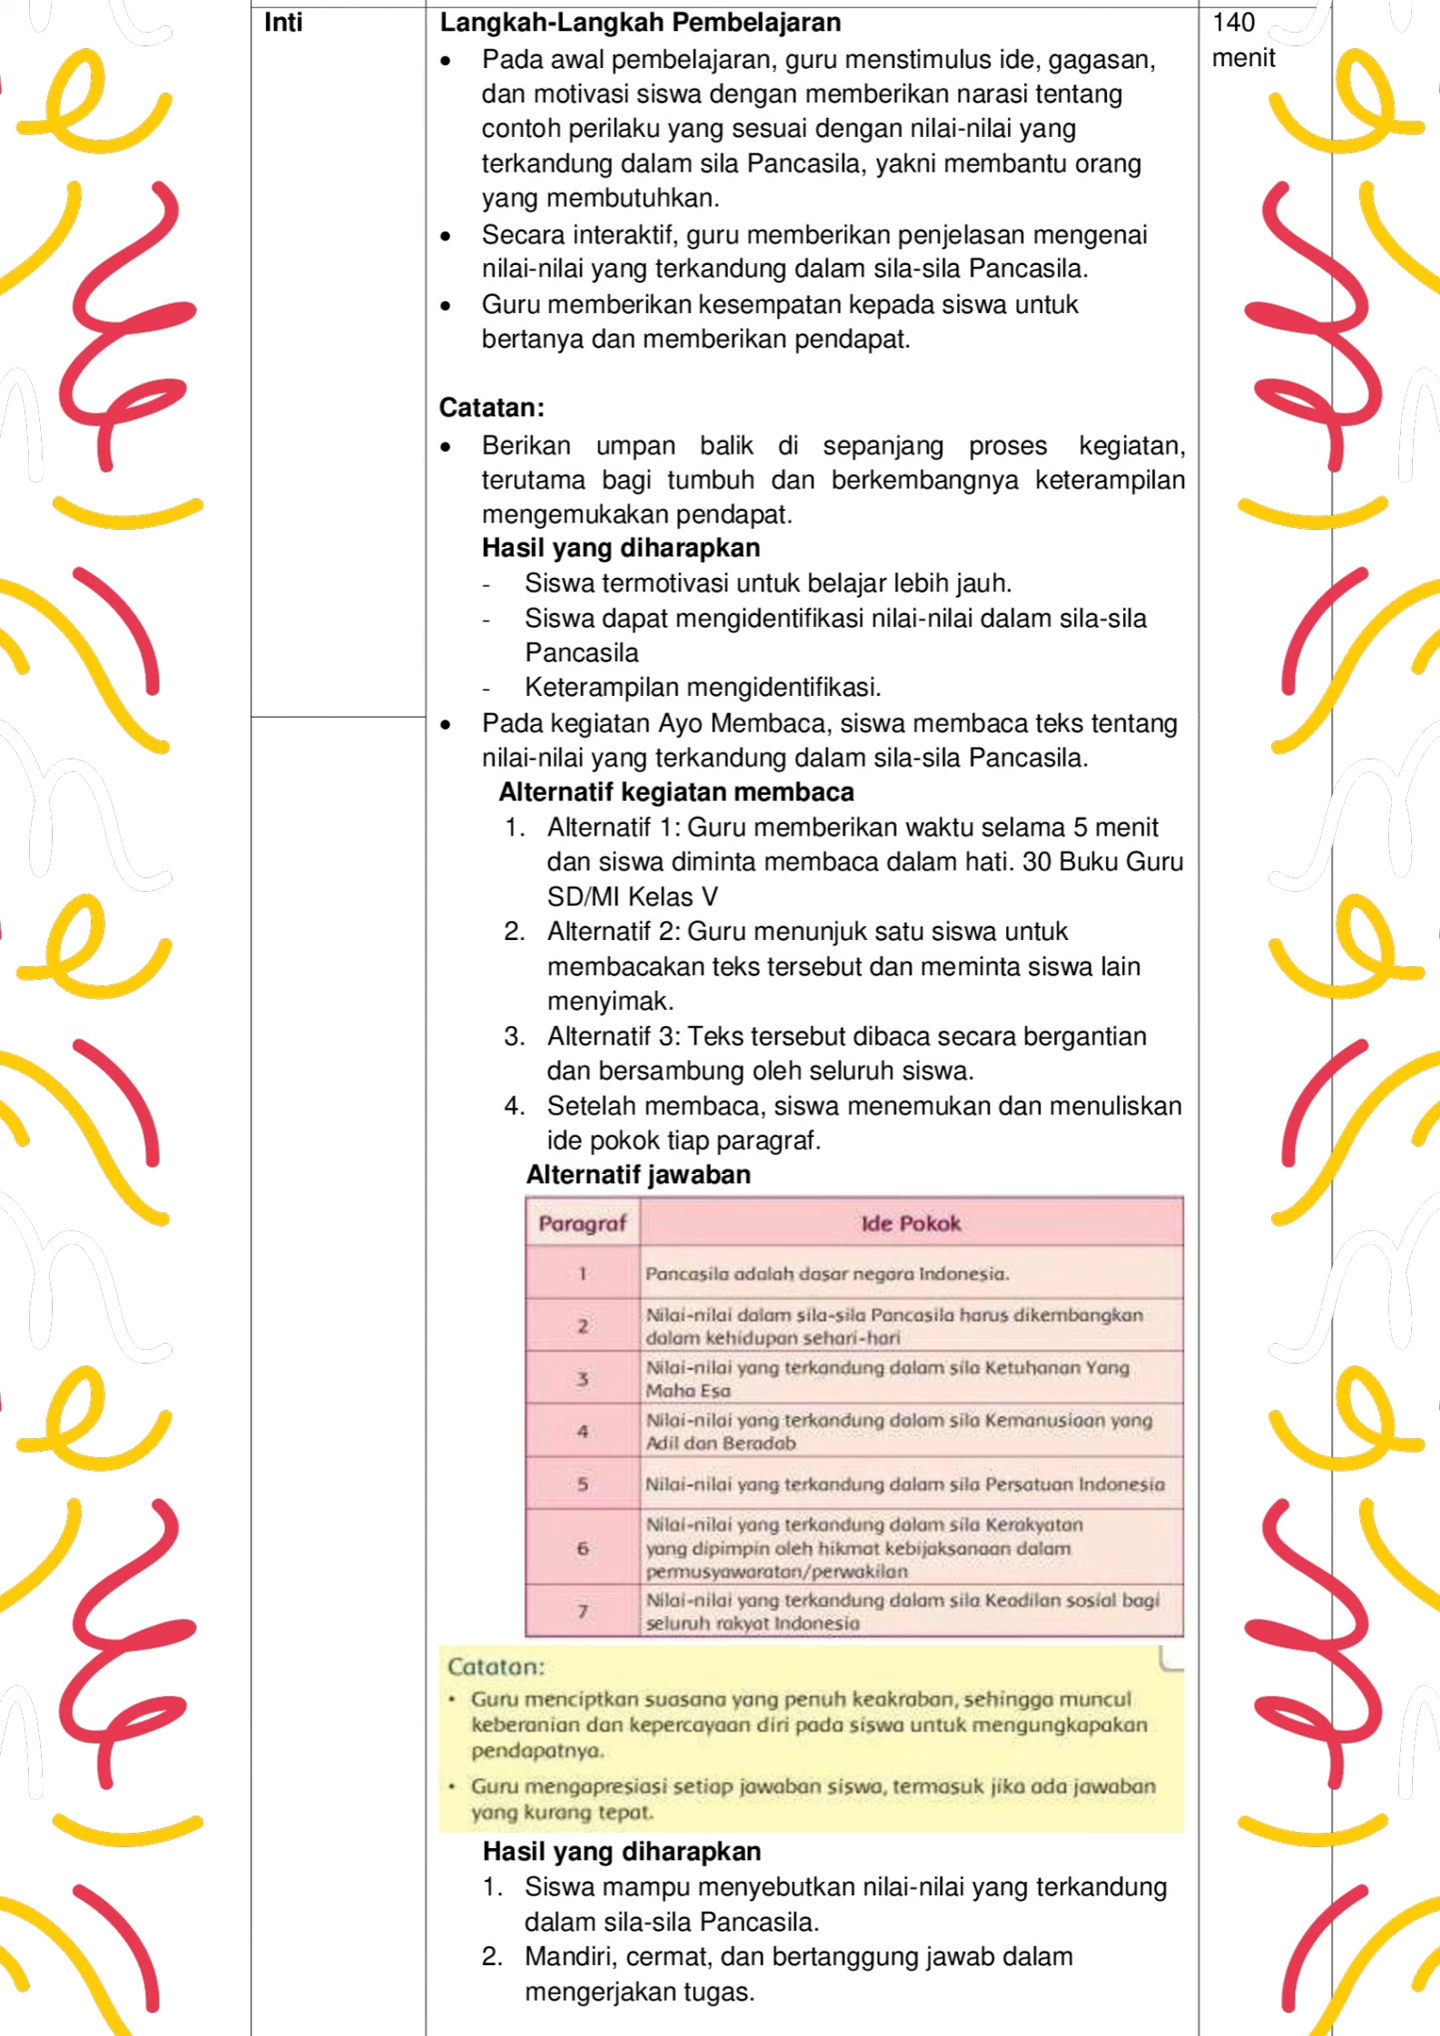 Inti
Langkah-Langkah Pembelajaran
140
menit
• Pada awal pembelajaran, guru menstimulus ide, gagasan,
dan motivasi siswa dengan memberikan narasi tentang
contoh perilaku yang sesuai dengan nilai-nilai yang
terkandung dalam sila Pancasila, yakni membantu orang
yang membutuhkan.
• Secara interaktif, guru memberikan penjelasan mengenai
nilai-nilai yang terkandung dalam sila-sila Pancasila.
• Guru memberikan kesempatan kepada siswa untuk
bertanya dan memberikan pendapat.
Catatan:
• Berikan umpan balik di sepanjang proses kegiatan,
terutama bagi tumbuh dan berkembangnya keterampilan
mengemukakan pendapat.
Hasil yang diharapkan
- Siswa termotivasi untuk belajar lebih jauh.
- Siswa dapat mengidentifikasi nilai-nilai dalam sila-sila
Pancasila
- Keterampilan mengidentifikasi.
• Pada kegiatan Ayo Membaca, siswa membaca teks tentang
nilai-nilai yang terkandung dalam sila-sila Pancasila.
Alternatif kegiatan membaca
1. Alternatif 1: Guru memberikan waktu selama 5 menit
dan siswa diminta membaca dalam hati. 30 Buku Guru
SD/MI Kelas V
2. Alternatif 2: Guru menunjuk satu siswa untuk
membacakan teks tersebut dan meminta siswa lain
menyimak.
3. Alternatif 3: Teks tersebut dibaca secara bergantian
dan bersambung oleh seluruh siswa.
4. Setelah membaca, siswa menemukan dan menuliskan
ide pokok tiap paragraf.
Alternatif jawaban
Paragraf Ide Pokok
1 Pancasila adalah dasar negara Indonesia.
2 Nilai-nilai dalam sila-sila Pancasila harus dikembangkan
dalam kehidupan sehari-hari
3 Nilai-nilai yang terkandung dalam sila Ketuhanan Yang
Maha Esa
4 Nilai-nilai yang terkandung dalam sila Kemanusiaan yang
Adil dan Beradab
5 Nilai-nilai yang terkandung dalam sila Persatuan Indonesia
6 Nilai-nilai yang terkandung dalam sila Kerakyatan
yang dipimpin oleh hikmat kebijaksanaan dalam
permusyawaratan/perwakilan
7 Nilai-nilai yang terkandung dalam sila Keadilan sosial bagi
seluruh rakyat Indonesia
Catatan:
• Guru menciptkan suasana yang penuh keakraban, sehingga muncul
keberanian dan kepercayaan diri pada siswa untuk mengungkapakan
pendapatnya.
• Guru mengapresiasi setiap jawaban siswa, termasuk jika ada jawaban
yang kurang tepat.
Hasil yang diharapkan
1. Siswa mampu menyebutkan nilai-nilai yang terkandung
dalam sila-sila Pancasila.
2. Mandiri, cermat, dan bertanggung jawab dalam
mengerjakan tugas.